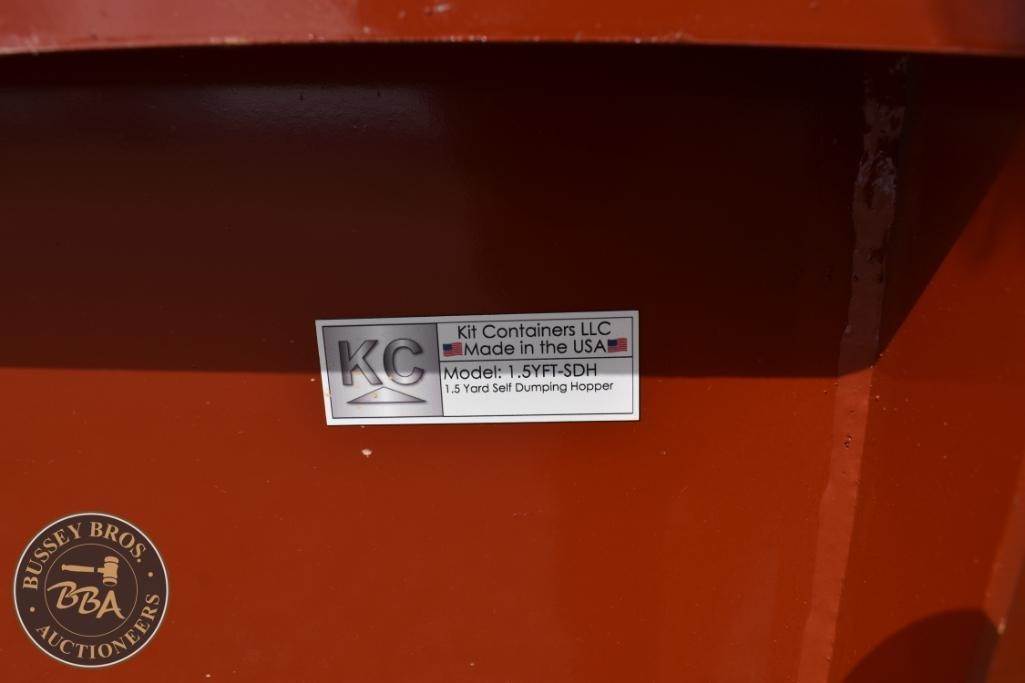 KC
Kit Containers LLC
Made in the USA
Model: 1.5YFT-SDH
1.5 Yard Self Dumping Hopper
BUSSEY BROS.
BBA
AUCTIONEERS